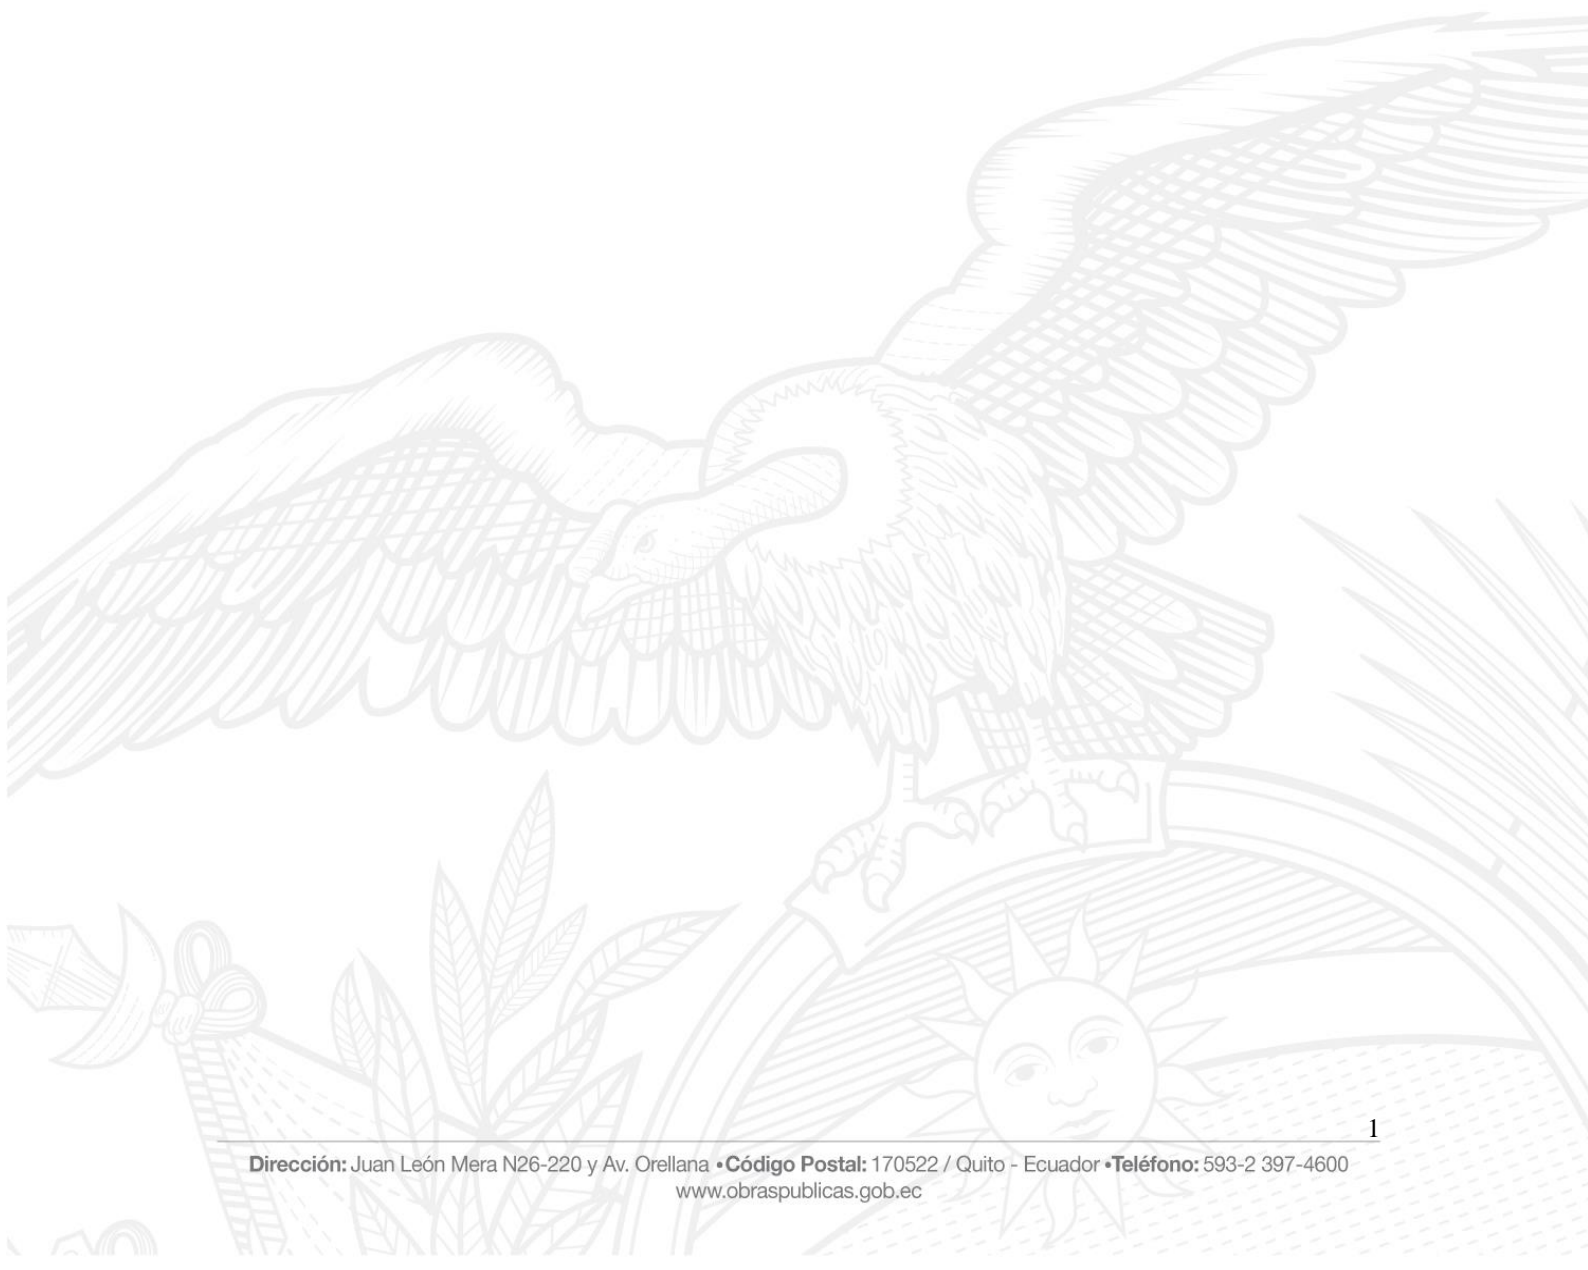 1
Dirección: Juan León Mera N26-220 y Av. Orellana •Código Postal: 170522 / Quito - Ecuador •Teléfono: 593-2 397-4600
www.obraspublicas.gob.ec